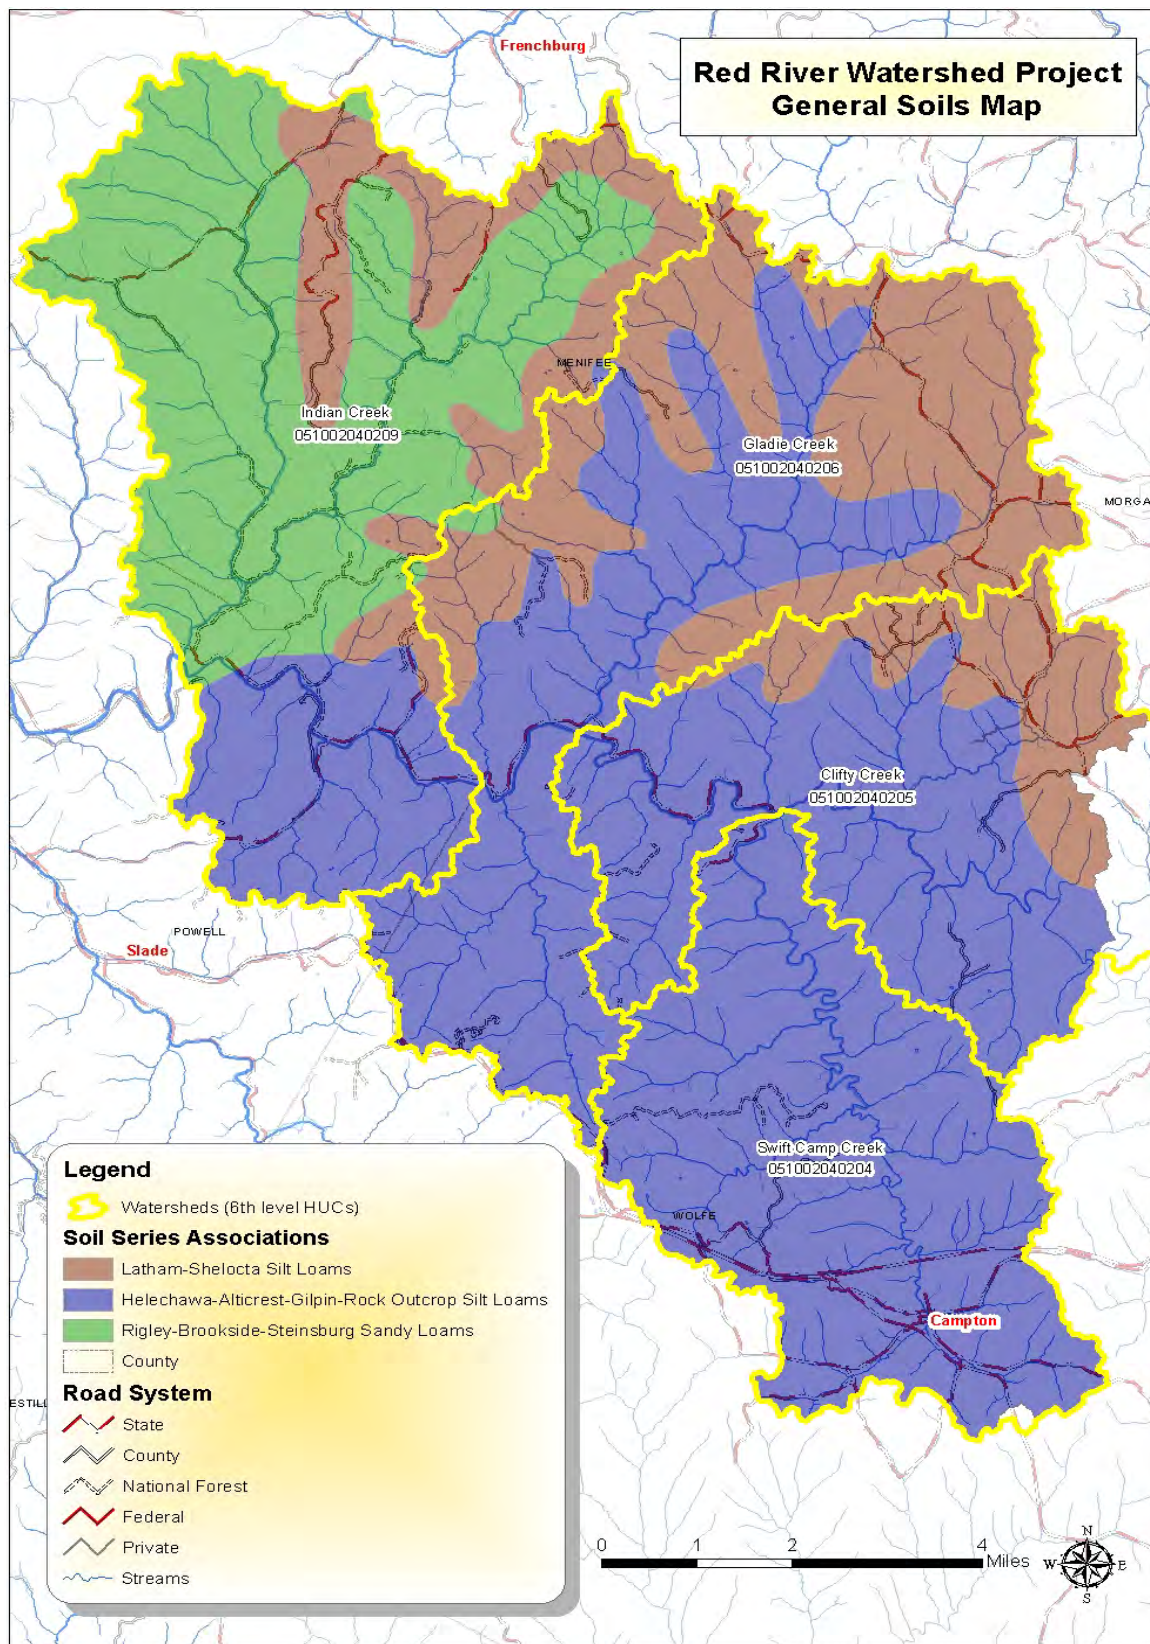 Frenchburg
Red River Watershed Project
General Soils Map
MENIFEE
Indian Creek
051002040209
Gladie Creek
051002040206
MORGA
Clifty Creek
051002040205
POWELL
Slade
Swift Camp Creek
051002040204
WOLFE
Campton
ESTILL
Legend
Watersheds (6th level HUCs)
Soil Series Associations
Latham-Shelocta Silt Loams
Helechawa-Alticrest-Gilpin-Rock Outcrop Silt Loams
Rigley-Brookside-Steinsburg Sandy Loams
County
Road System
State
County
National Forest
Federal
Private
Streams
0 1 2 4
Miles
N
W E
S